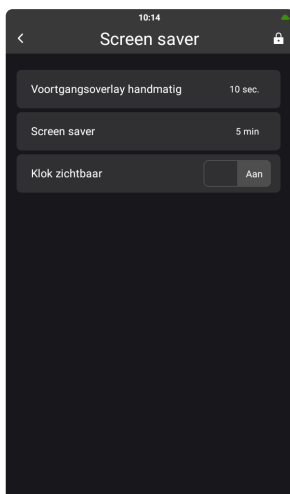 10:14
Screen saver
Voortgangsoverlay handmatig 10 sec.
Screen saver 5 min
Klok zichtbaar Aan